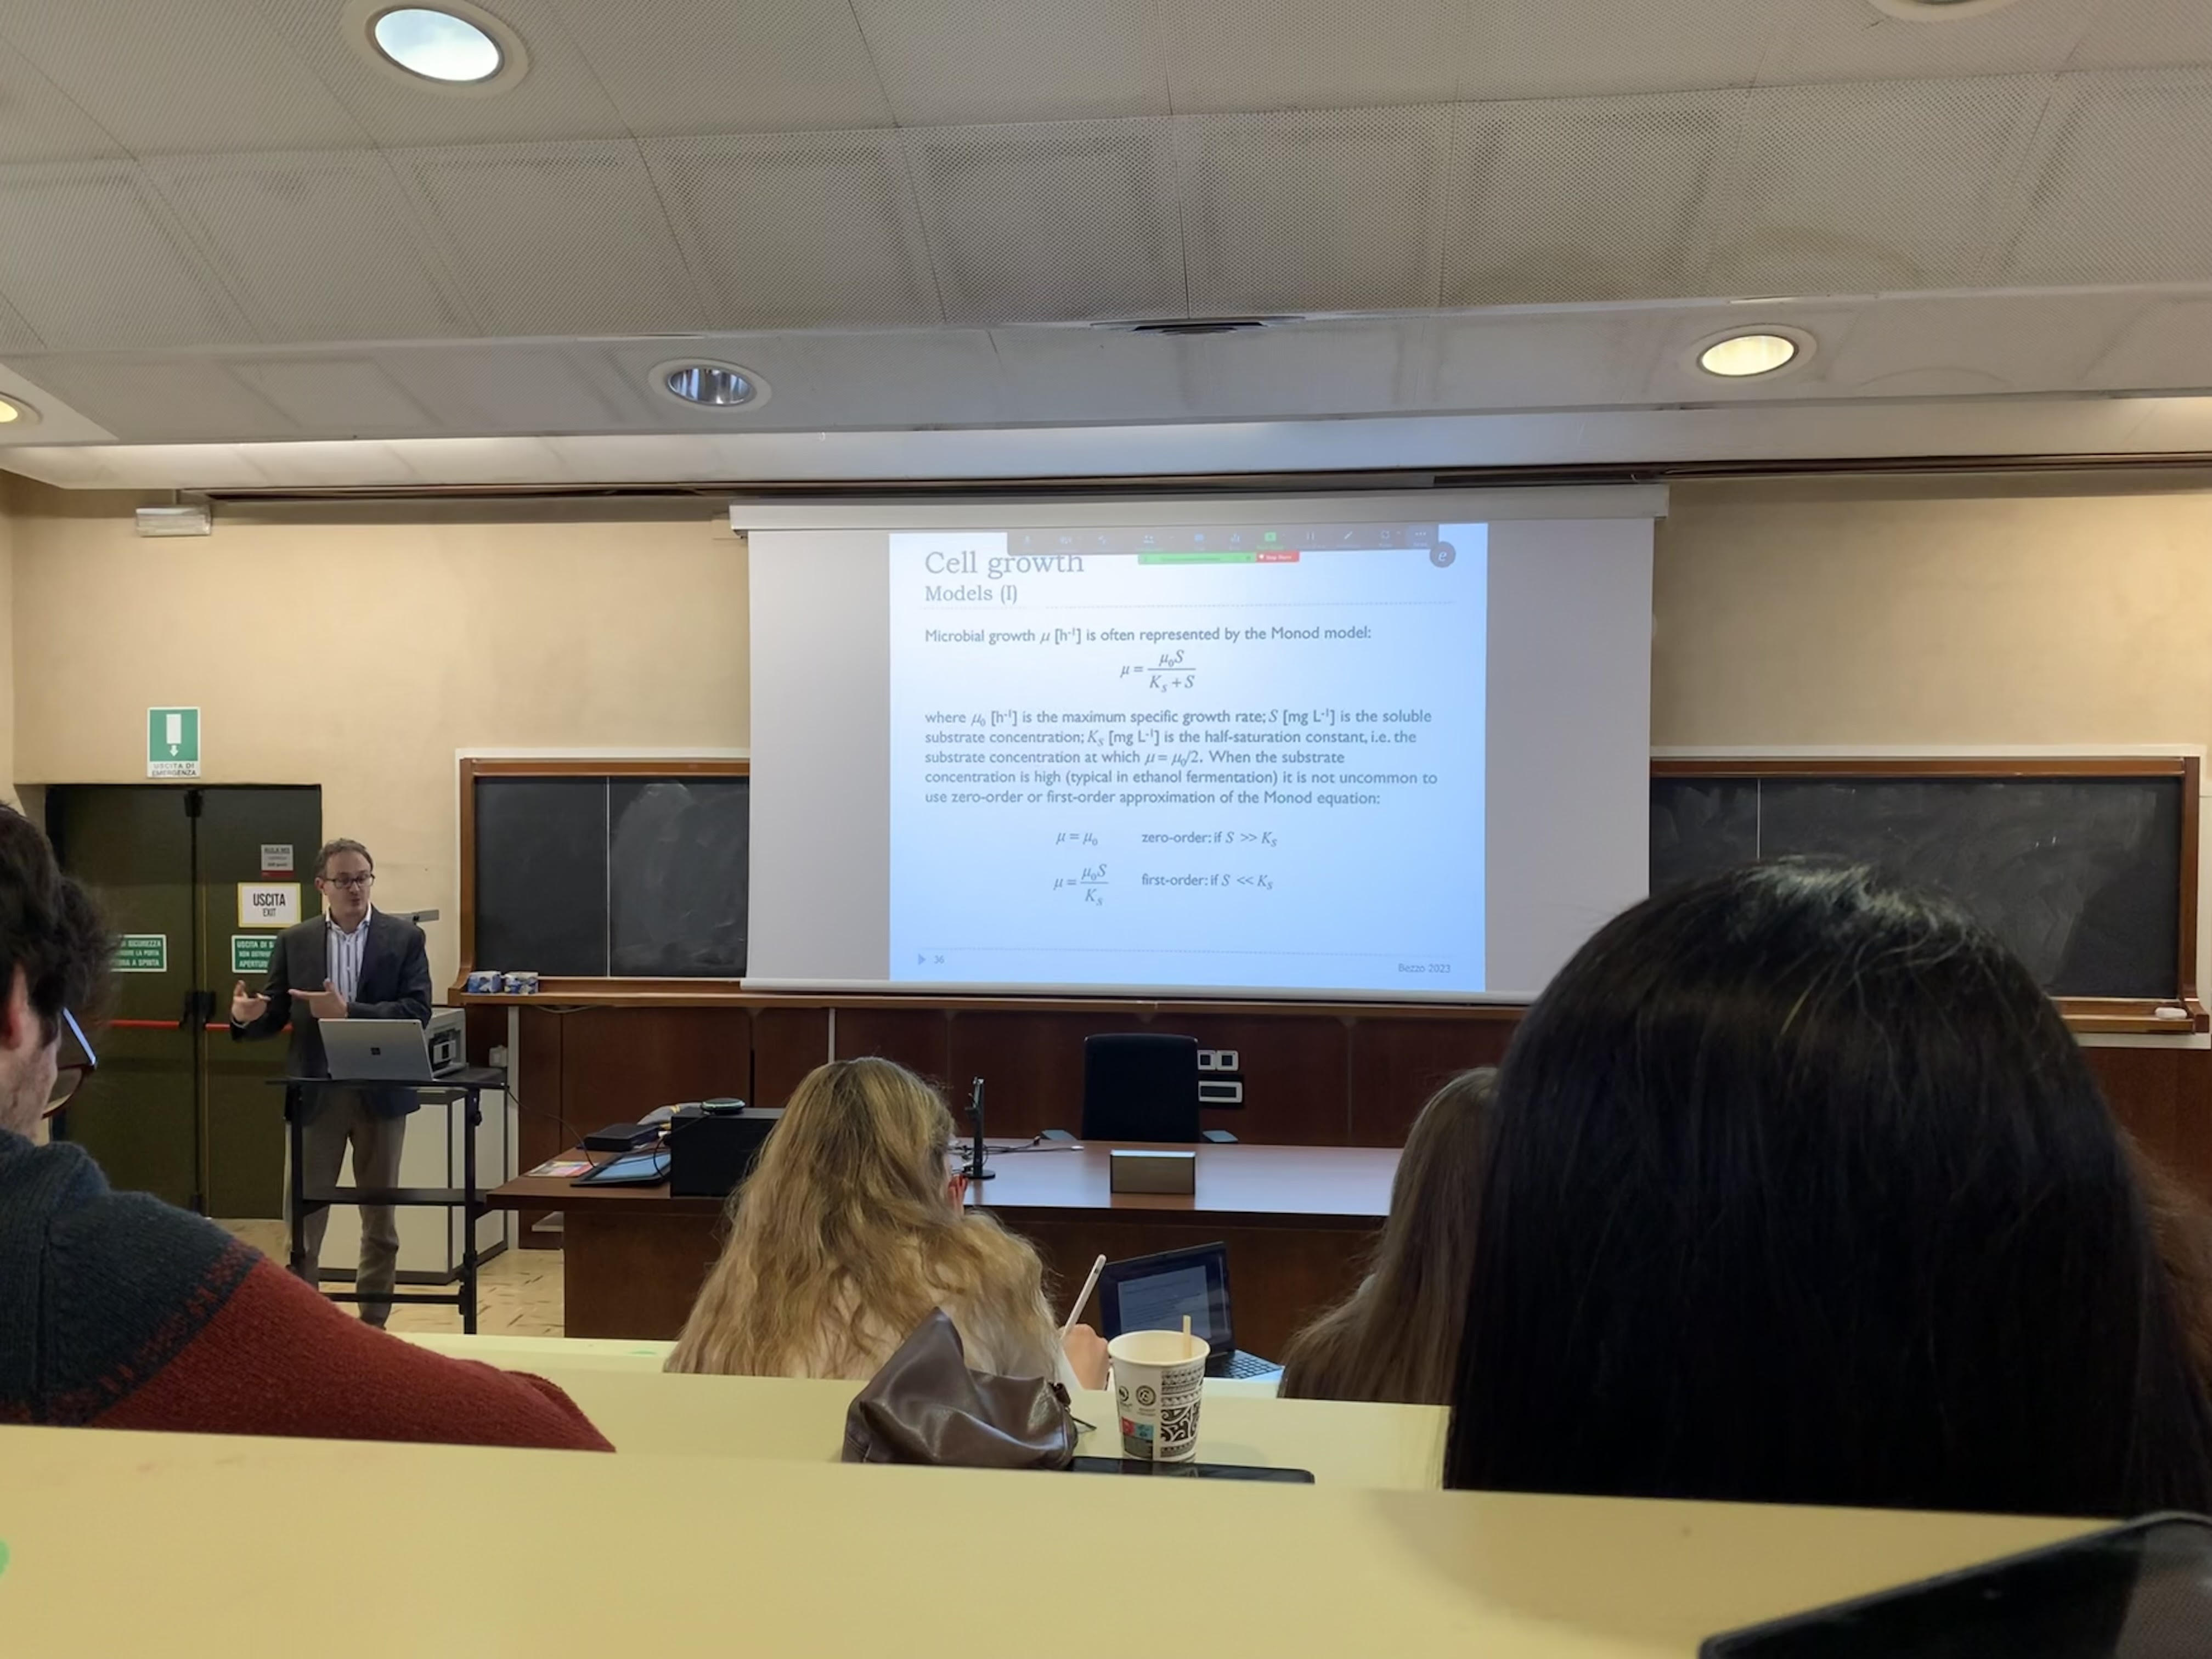 Cell growth
Models (I)
Microbial growth μ [h⁻¹] is often represented by the Monod model:
μ = μ₀S / (K_S + S)
where μ₀ [h⁻¹] is the maximum specific growth rate; S [mg L⁻¹] is the soluble
substrate concentration; K_S [mg L⁻¹] is the half-saturation constant, i.e. the
substrate concentration at which μ = μ₀/2. When the substrate
concentration is high (typical in ethanol fermentation) it is not uncommon to
use zero-order or first-order approximation of the Monod equation:
μ = μ₀ zero-order: if S >> K_S
μ = μ₀S / K_S first-order: if S << K_S
36
Bezzo 2023
USCITA DI
EMERGENZA
USCITA
EXIT
SICUREZZA
A SPINTA
USCITA DI